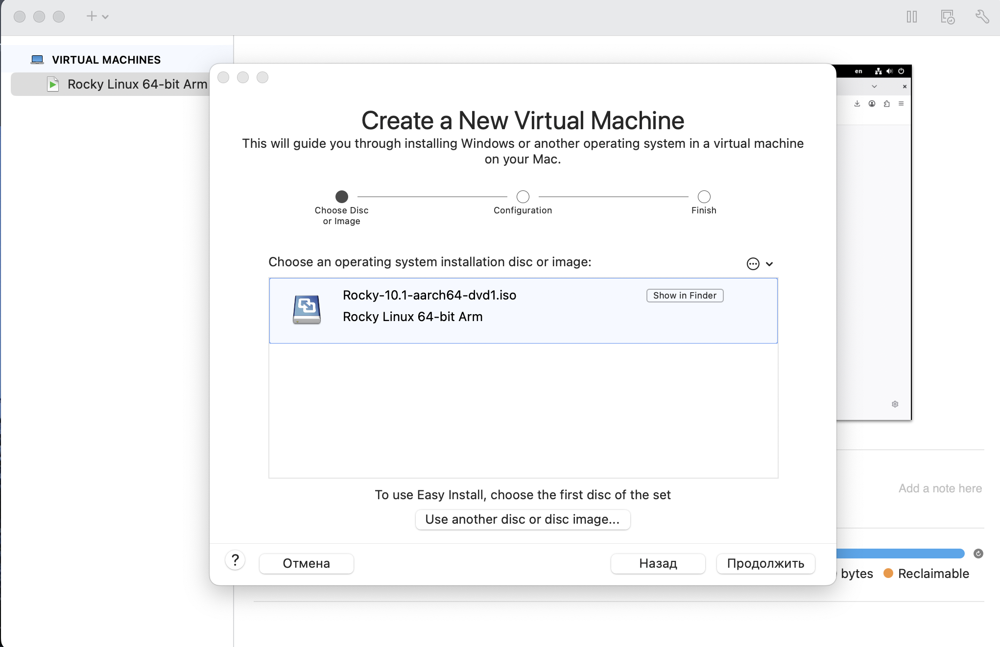 VIRTUAL MACHINES
Rocky Linux 64-bit Arm
en
Create a New Virtual Machine
This will guide you through installing Windows or another operating system in a virtual machine
on your Mac.
Choose Disc
or Image
Configuration
Finish
Choose an operating system installation disc or image:
Rocky-10.1-aarch64-dvd1.iso
Show in Finder
Rocky Linux 64-bit Arm
To use Easy Install, choose the first disc of the set
Use another disc or disc image...
Add a note here
?
Отмена
Назад
Продолжить
bytes
Reclaimable